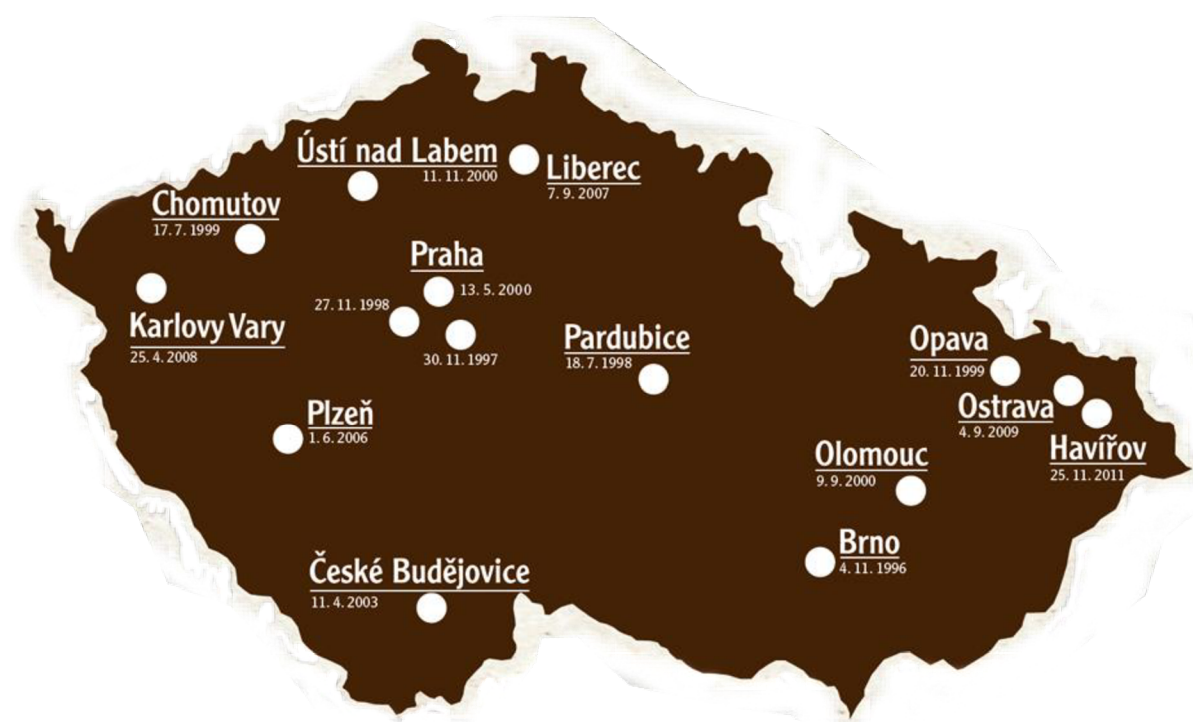 Ústí nad Labem
11. 11. 2000
Liberec
7. 9. 2007
Chomutov
17. 7. 1999
Praha
13. 5. 2000
27. 11. 1998
30. 11. 1997
Karlovy Vary
25. 4. 2008
Pardubice
18. 7. 1998
Opava
20. 11. 1999
Ostrava
4. 9. 2009
Havířov
25. 11. 2011
Plzeň
1. 6. 2006
Olomouc
9. 9. 2000
Brno
4. 11. 1996
České Budějovice
11. 4. 2003